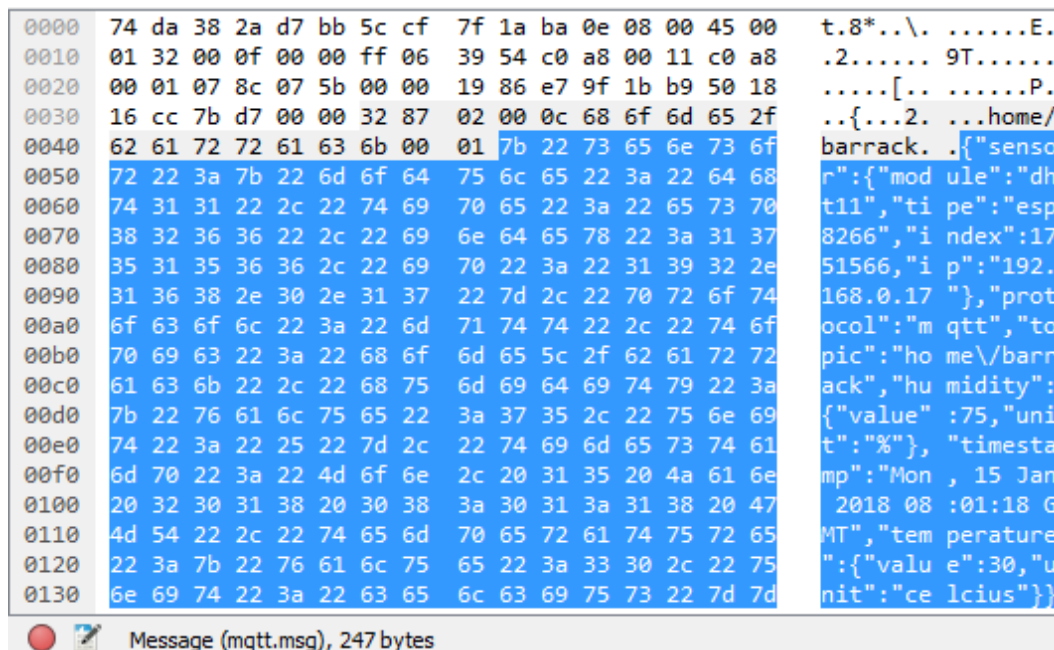 0000 74 da 38 2a d7 bb 5c cf 7f 1a ba 0e 08 00 45 00 t.8*..\. ......E.
0010 01 32 00 0f 00 00 ff 06 39 54 c0 a8 00 11 c0 a8 .2...... 9T......
0020 00 01 07 8c 07 5b 00 00 19 86 e7 9f 1b b9 50 18 .....[.. ......P.
0030 16 cc 7b d7 00 00 32 87 02 00 0c 68 6f 6d 65 2f ..{...2. ...home/
0040 62 61 72 72 61 63 6b 00 01 7b 22 73 65 6e 73 6f barrack. .{"senso
0050 72 22 3a 7b 22 6d 6f 64 75 6c 65 22 3a 22 64 68 r":{"mod ule":"dh
0060 74 31 31 22 2c 22 74 69 70 65 22 3a 22 65 73 70 t11","ti pe":"esp
0070 38 32 36 36 22 2c 22 69 6e 64 65 78 22 3a 31 37 8266","i ndex":17
0080 35 31 35 36 36 2c 22 69 70 22 3a 22 31 39 32 2e 51566,"i p":"192.
0090 31 36 38 2e 30 2e 31 37 22 7d 2c 22 70 72 6f 74 168.0.17 "},"prot
00a0 6f 63 6f 6c 22 3a 22 6d 71 74 74 22 2c 22 74 6f ocol":"m qtt","to
00b0 70 69 63 22 3a 22 68 6f 6d 65 5c 2f 62 61 72 72 pic":"ho me\/barr
00c0 61 63 6b 22 2c 22 68 75 6d 69 64 69 74 79 22 3a ack","hu midity":
00d0 7b 22 76 61 6c 75 65 22 3a 37 35 2c 22 75 6e 69 {"value" :75,"uni
00e0 74 22 3a 22 25 22 7d 2c 22 74 69 6d 65 73 74 61 t":"%"}, "timesta
00f0 6d 70 22 3a 22 4d 6f 6e 2c 20 31 35 20 4a 61 6e mp":"Mon , 15 Jan
0100 20 32 30 31 38 20 30 38 3a 30 31 3a 31 38 20 47 2018 08 :01:18 G
0110 4d 54 22 2c 22 74 65 6d 70 65 72 61 74 75 72 65 MT","tem perature
0120 22 3a 7b 22 76 61 6c 75 65 22 3a 33 30 2c 22 75 ":{"valu e":30,"u
0130 6e 69 74 22 3a 22 63 65 6c 63 69 75 73 22 7d 7d nit":"ce lcius"}}
Message (mqtt.msg), 247 bytes